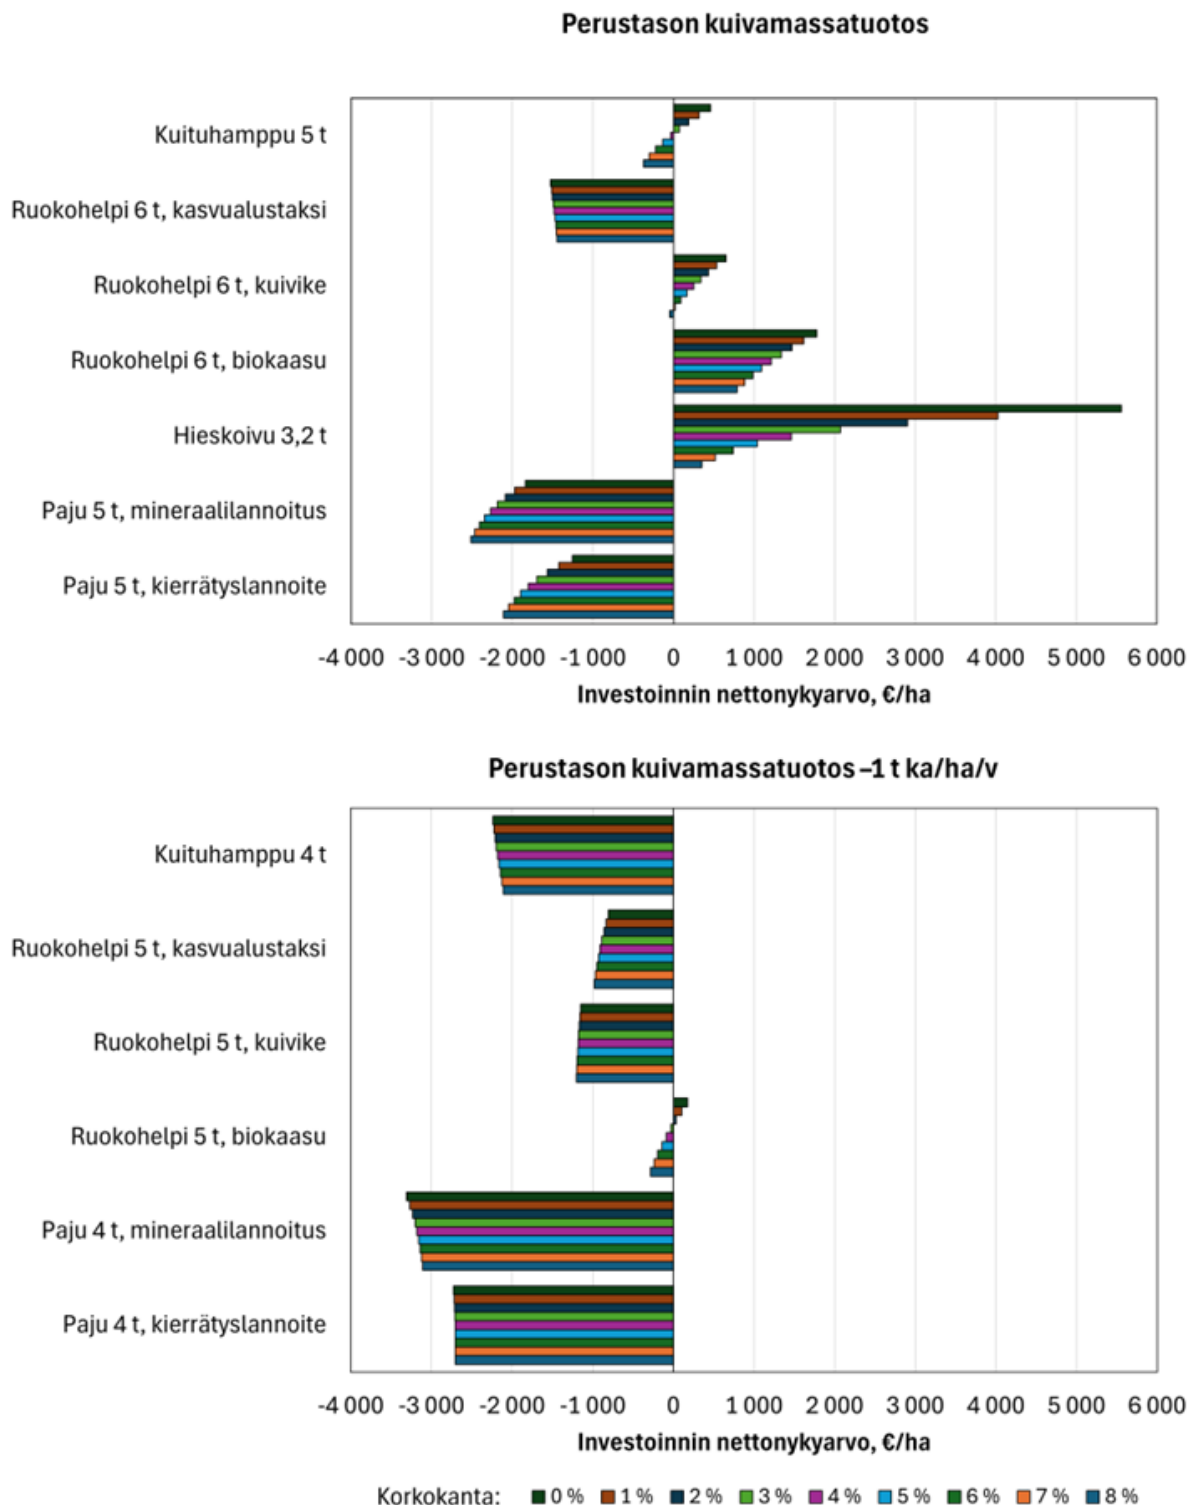 Perustason kuivamassatuotos
Kuituhamppu 5 t
Ruokohelpi 6 t, kasvualustaksi
Ruokohelpi 6 t, kuivike
Ruokohelpi 6 t, biokaasu
Hieskoivu 3,2 t
Paju 5 t, mineraalilannoitus
Paju 5 t, kierrätyslannoite
-4 000 -3 000 -2 000 -1 000 0 1 000 2 000 3 000 4 000 5 000 6 000
Investoinnin nettonykyarvo, €/ha
Perustason kuivamassatuotos –1 t ka/ha/v
Kuituhamppu 4 t
Ruokohelpi 5 t, kasvualustaksi
Ruokohelpi 5 t, kuivike
Ruokohelpi 5 t, biokaasu
Paju 4 t, mineraalilannoitus
Paju 4 t, kierrätyslannoite
-4 000 -3 000 -2 000 -1 000 0 1 000 2 000 3 000 4 000 5 000 6 000
Investoinnin nettonykyarvo, €/ha
Korkokanta: 0 % 1 % 2 % 3 % 4 % 5 % 6 % 7 % 8 %